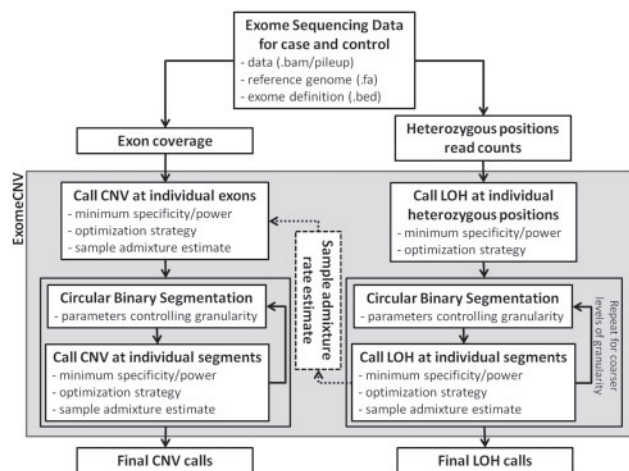 Exome Sequencing Data
for case and control
- data (.bam/pileup)
- reference genome (.fa)
- exome definition (.bed)
Exon coverage
Heterozygous positions
read counts
ExomeCNV
Call CNV at individual exons
- minimum specificity/power
- optimization strategy
- sample admixture estimate
Call LOH at individual
heterozygous positions
- minimum specificity/power
- optimization strategy
Sample admixture
rate estimate
Circular Binary Segmentation
- parameters controlling granularity
Call CNV at individual segments
- minimum specificity/power
- optimization strategy
- sample admixture estimate
Circular Binary Segmentation
- parameters controlling granularity
Call LOH at individual segments
- minimum specificity/power
- optimization strategy
- sample admixture estimate
Repeat for coarser
levels of granularity
Final CNV calls
Final LOH calls